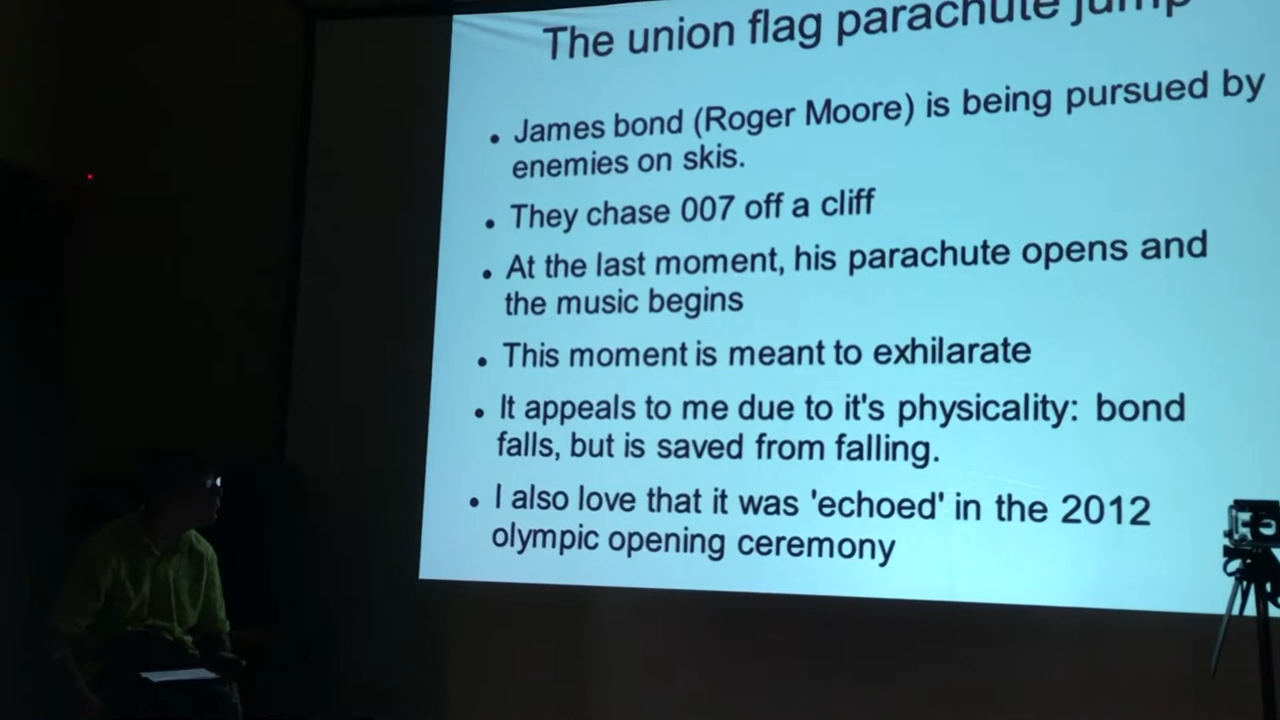 The union flag parachute jump
• James bond (Roger Moore) is being pursued by
enemies on skis.
• They chase 007 off a cliff
• At the last moment, his parachute opens and
the music begins
• This moment is meant to exhilarate
• It appeals to me due to it's physicality: bond
falls, but is saved from falling.
• I also love that it was 'echoed' in the 2012
olympic opening ceremony